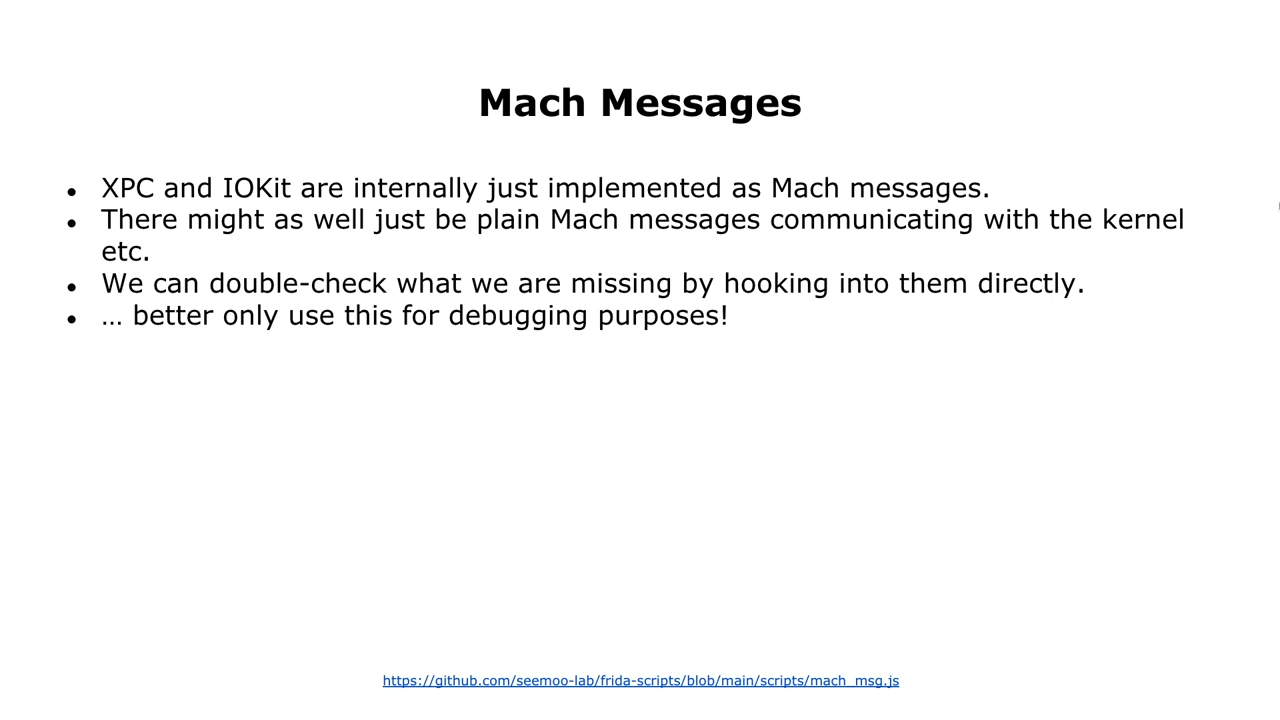 Mach Messages
● XPC and IOKit are internally just implemented as Mach messages.
● There might as well just be plain Mach messages communicating with the kernel
etc.
● We can double-check what we are missing by hooking into them directly.
● … better only use this for debugging purposes!
https://github.com/seemoo-lab/frida-scripts/blob/main/scripts/mach_msg.js